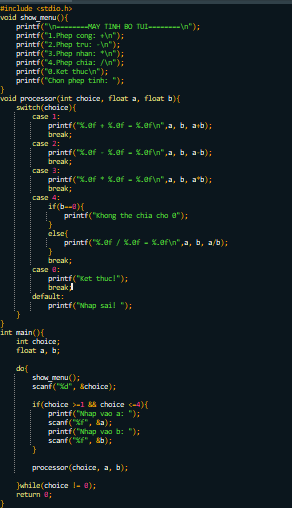 #include <stdio.h>
void show_menu(){
printf("\n========MAY TINH BO TUI========\n");
printf("1.Phep cong: +\n");
printf("2.Phep tru: -\n");
printf("3.Phep nhan: *\n");
printf("4.Phep chia: /\n");
printf("0.Ket thuc\n");
printf("Chon phep tinh: ");
}
void processor(int choice, float a, float b){
switch(choice){
case 1:
printf("%.0f + %.0f = %.0f\n",a, b, a+b);
break;
case 2:
printf("%.0f - %.0f = %.0f\n",a, b, a-b);
break;
case 3:
printf("%.0f * %.0f = %.0f\n",a, b, a*b);
break;
case 4:
if(b==0){
printf("Khong the chia cho 0");
}
else{
printf("%.0f / %.0f = %.0f\n",a, b, a/b);
}
break;
case 0:
printf("Ket thuc!");
break;
default:
printf("Nhap sai! ");
}
}
int main(){
int choice;
float a, b;
do{
show_menu();
scanf("%d", &choice);
if(choice >=1 && choice <=4){
printf("Nhap vao a: ");
scanf("%f", &a);
printf("Nhap vao b: ");
scanf("%f", &b);
}
processor(choice, a, b);
}while(choice != 0);
return 0;
}